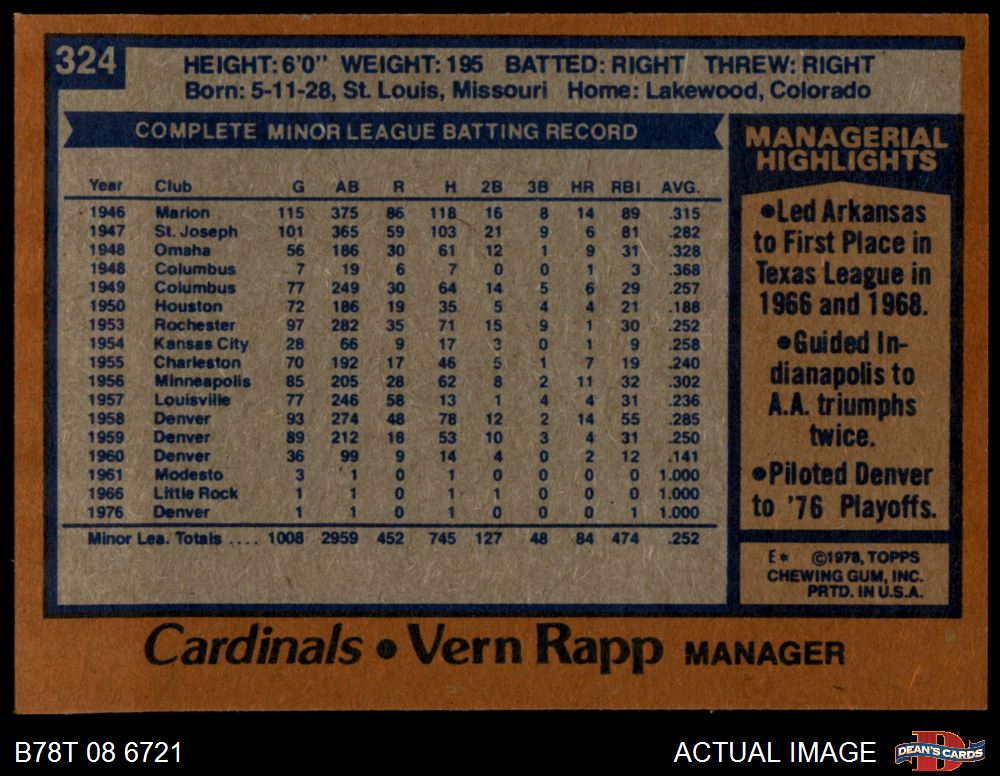 324
HEIGHT: 6'0" WEIGHT: 195 BATTED: RIGHT THREW: RIGHT
Born: 5-11-28, St. Louis, Missouri Home: Lakewood, Colorado
COMPLETE MINOR LEAGUE BATTING RECORD
Year Club G AB R H 2B 3B HR RBI AVG.
1946 Marion 115 375 86 118 16 8 14 89 .315
1947 St. Joseph 101 365 59 103 21 9 6 81 .282
1948 Omaha 56 186 30 61 12 1 9 31 .328
1948 Columbus 7 19 6 7 0 0 1 3 .368
1949 Columbus 77 249 30 64 14 5 6 29 .257
1950 Houston 72 186 19 35 5 4 4 21 .188
1953 Rochester 97 282 35 71 15 9 1 30 .252
1954 Kansas City 28 66 9 17 3 0 1 9 .258
1955 Charleston 70 192 17 46 5 1 7 19 .240
1956 Minneapolis 85 205 28 62 8 2 11 32 .302
1957 Louisville 77 246 58 13 1 4 4 31 .236
1958 Denver 93 274 48 78 12 2 14 55 .285
1959 Denver 89 212 18 53 10 3 4 31 .250
1960 Denver 36 99 9 14 4 0 2 12 .141
1961 Modesto 3 1 0 1 0 0 0 0 1.000
1966 Little Rock 1 1 0 1 1 0 0 0 1.000
1976 Denver 1 1 0 1 0 0 0 1 1.000
Minor Lea. Totals .... 1008 2959 452 745 127 48 84 474 .252
MANAGERIAL
HIGHLIGHTS
•Led Arkansas
to First Place in
Texas League in
1966 and 1968.
•Guided In-
dianapolis to
A.A. triumphs
twice.
•Piloted Denver
to '76 Playoffs.
E* ©1978, TOPPS
CHEWING GUM, INC.
PRTD. IN U.S.A.
Cardinals • Vern Rapp MANAGER
B78T 08 6721
ACTUAL IMAGE
D
DEAN'S CARDS